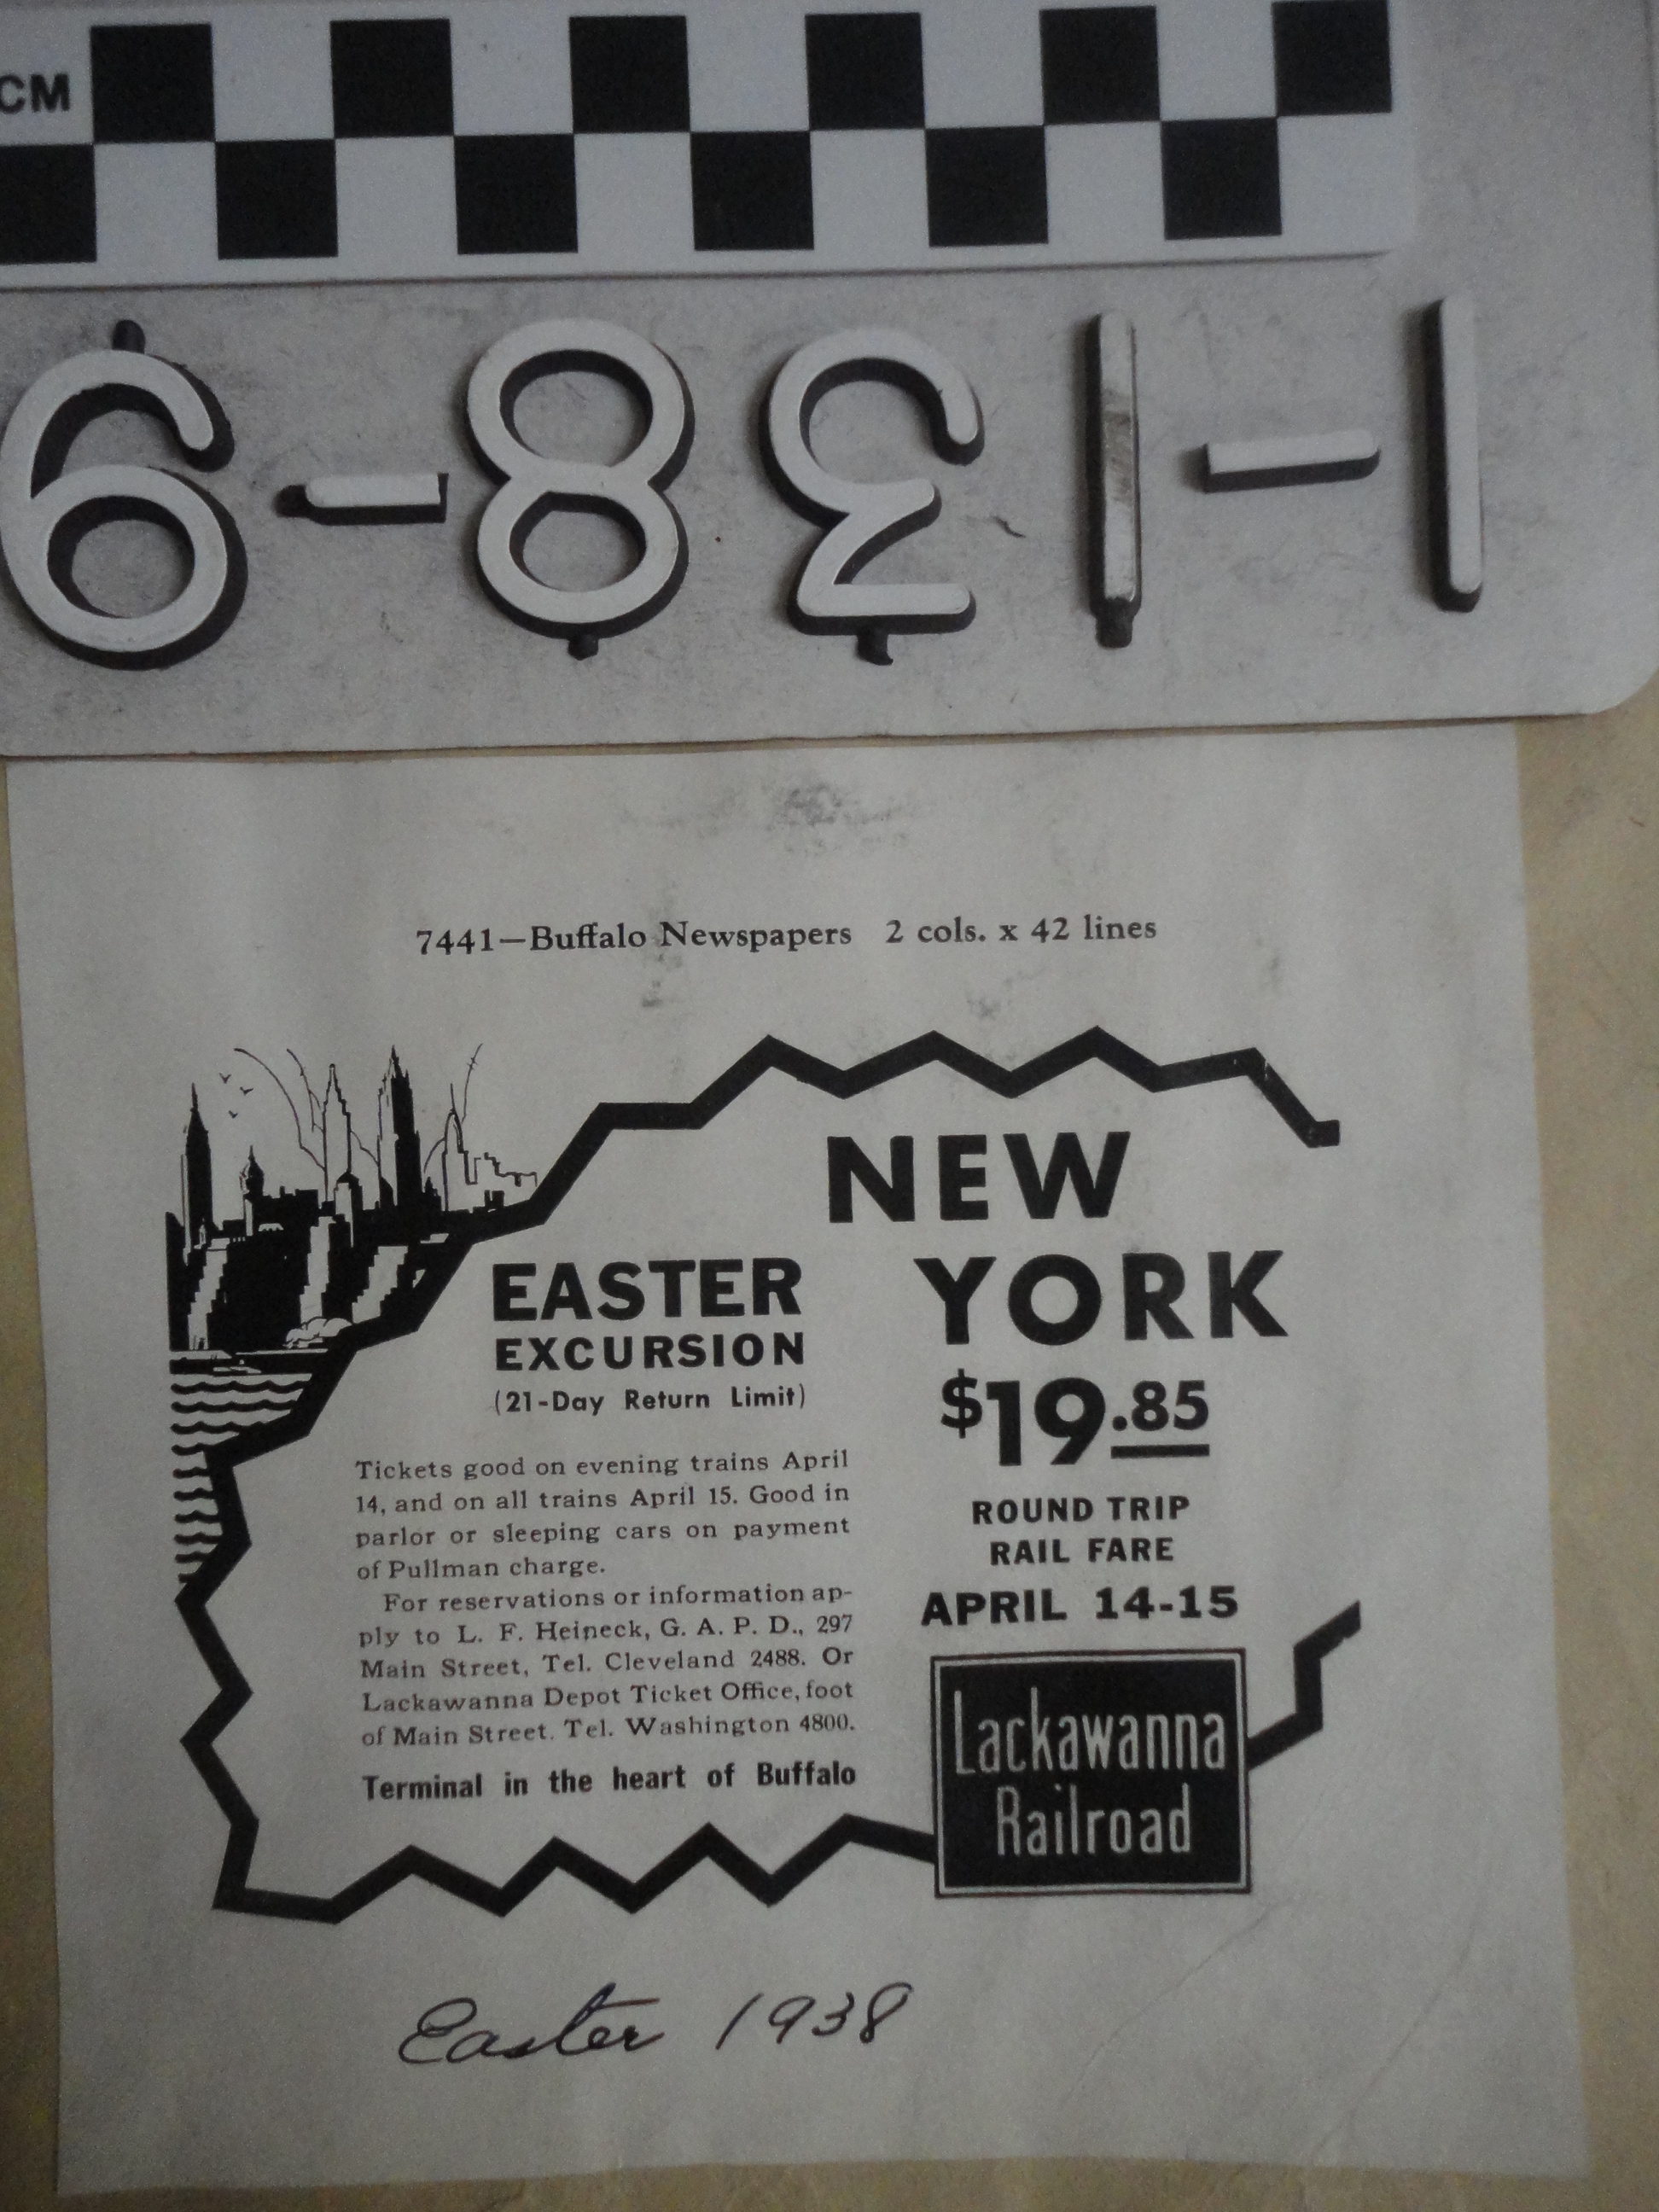 CM
6-8Ɛ1-1
7441—Buffalo Newspapers 2 cols. x 42 lines
NEW
YORK
EASTER
EXCURSION
(21-Day Return Limit)
Tickets good on evening trains April
14, and on all trains April 15. Good in
parlor or sleeping cars on payment
of Pullman charge.
For reservations or information ap-
ply to L. F. Heineck, G. A. P. D., 297
Main Street, Tel. Cleveland 2488. Or
Lackawanna Depot Ticket Office, foot
of Main Street. Tel. Washington 4800.
Terminal in the heart of Buffalo
$19.85
ROUND TRIP
RAIL FARE
APRIL 14-15
Lackawanna
Railroad
Easter 1938